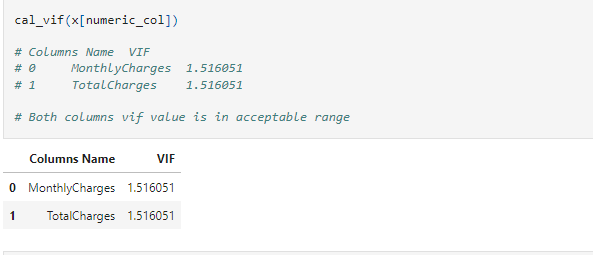 cal_vif(x[numeric_col])
# Columns Name  VIF
# 0     MonthlyCharges  1.516051
# 1     TotalCharges    1.516051
# Both columns vif value is in acceptable range
Columns Name VIF
0 MonthlyCharges 1.516051
1 TotalCharges 1.516051